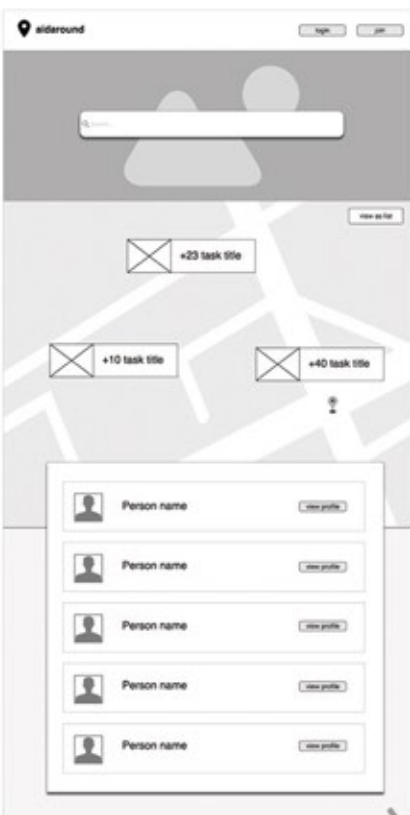 aidaround
login
join
Search...
view as list
+23 task title
+10 task title
+40 task title
Person name
view profile
Person name
view profile
Person name
view profile
Person name
view profile
Person name
view profile